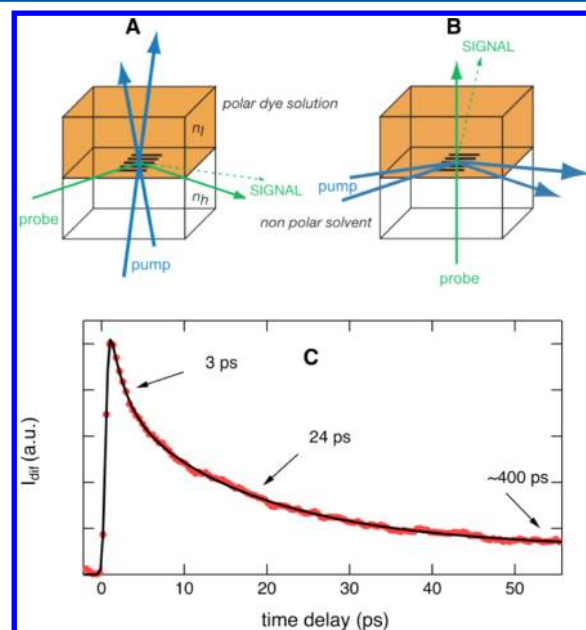 A
B
SIGNAL
polar dye solution
n_l
n_h
SIGNAL
probe
pump
pump
non polar solvent
probe
C
3 ps
24 ps
~400 ps
I_dif (a.u.)
0 10 20 30 40 50
time delay (ps)